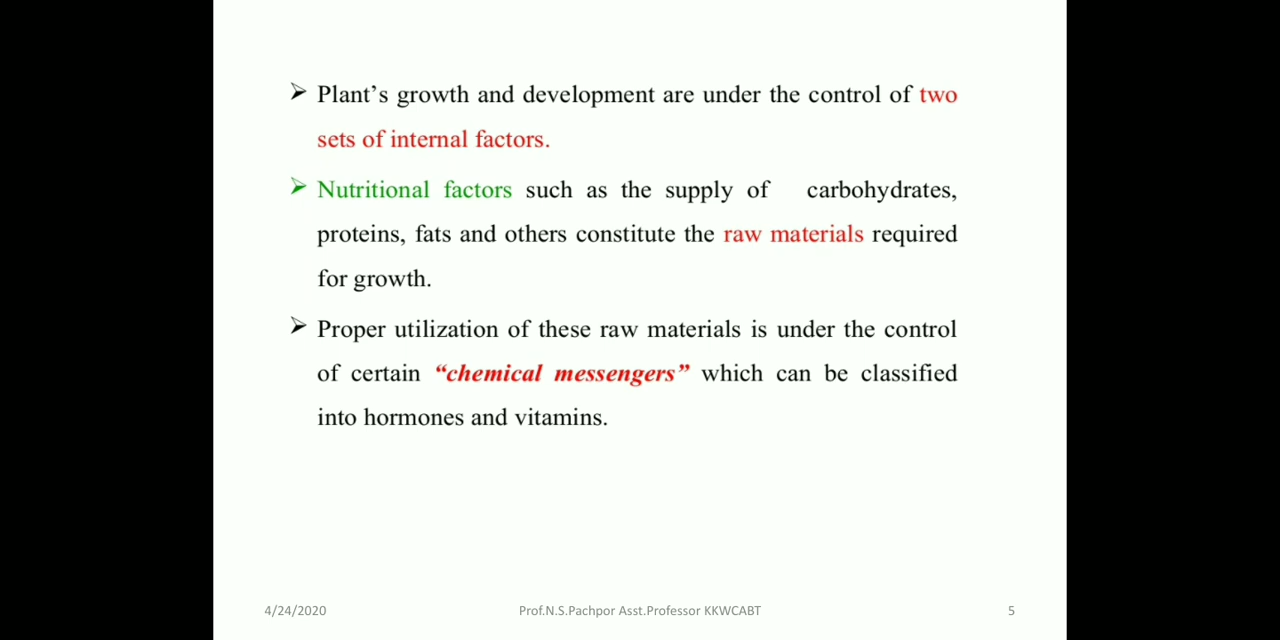 ➢ Plant’s growth and development are under the control of two
sets of internal factors.
➢ Nutritional factors such as the supply of carbohydrates,
proteins, fats and others constitute the raw materials required
for growth.
➢ Proper utilization of these raw materials is under the control
of certain “chemical messengers” which can be classified
into hormones and vitamins.
4/24/2020 Prof.N.S.Pachpor Asst.Professor KKWCABT 5